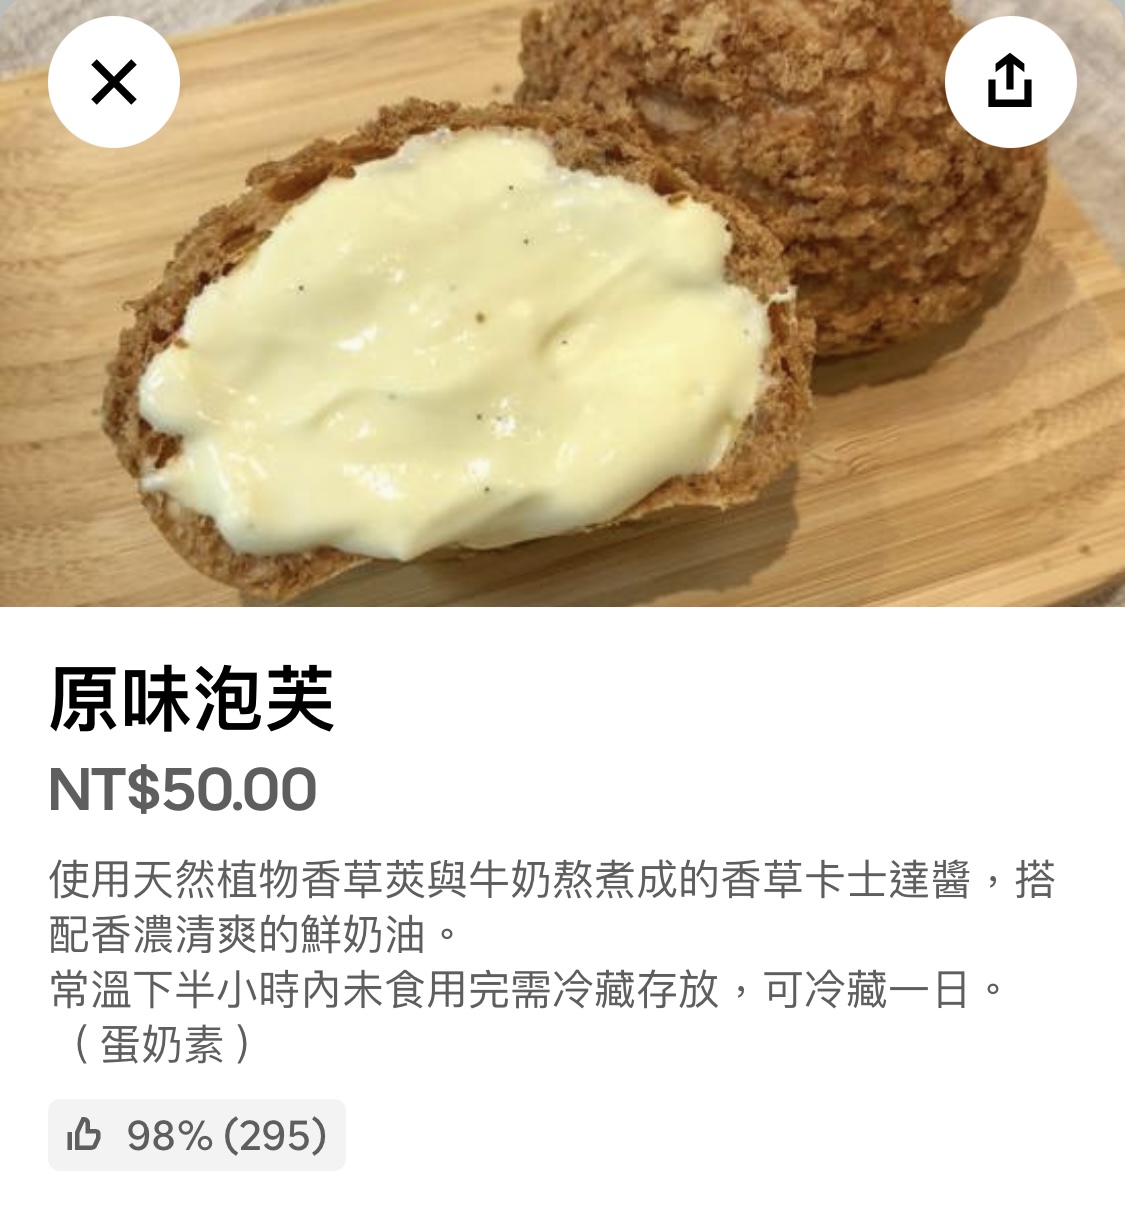 原味泡芙
NT$50.00
使用天然植物香草莢與牛奶熬煮成的香草卡士達醬，搭
配香濃清爽的鮮奶油。
常溫下半小時內未食用完需冷藏存放，可冷藏一日。
（蛋奶素）
98% (295)